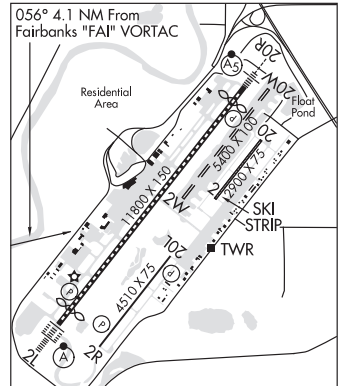 056° 4.1 NM From
Fairbanks "FAI" VORTAC
20R
A5
20W
Residential
Area
Float
Pond
P
5400 X 100
20
2900 X 75
11800 X 150
2W
2
SKI
STRIP
20L
TWR
P
4510 X 75
P
P
2L
A
2R